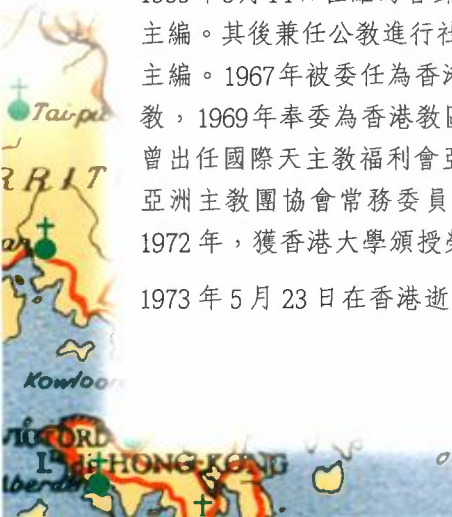 主編。其後兼任公教進行社
主編。1967年被委任為香
教，1969年奉委為香港教區
曾出任國際天主教福利會亞
亞洲主教團協會常務委員
1972年，獲香港大學頒授
1973年5月23日在香港逝
Tai-pu
RRIT
Kowloon
HONG-KONG